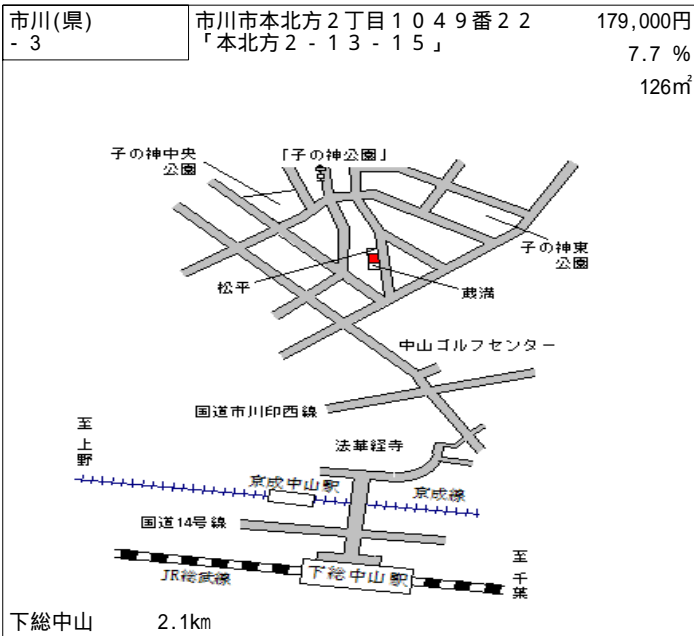 市川(県)
- 3
市川市本北方２丁目１０４９番２２
「本北方２‐１３‐１５」
179,000円
7.7 %
126㎡
子の神中央
公園
「子の神公園」
子の神東
公園
松平
蔵満
中山ゴルフセンター
国道市川印西線
至上野
法華経寺
京成中山駅
京成線
国道14号線
至千葉
JR総武線
下総中山駅
下総中山 2.1km